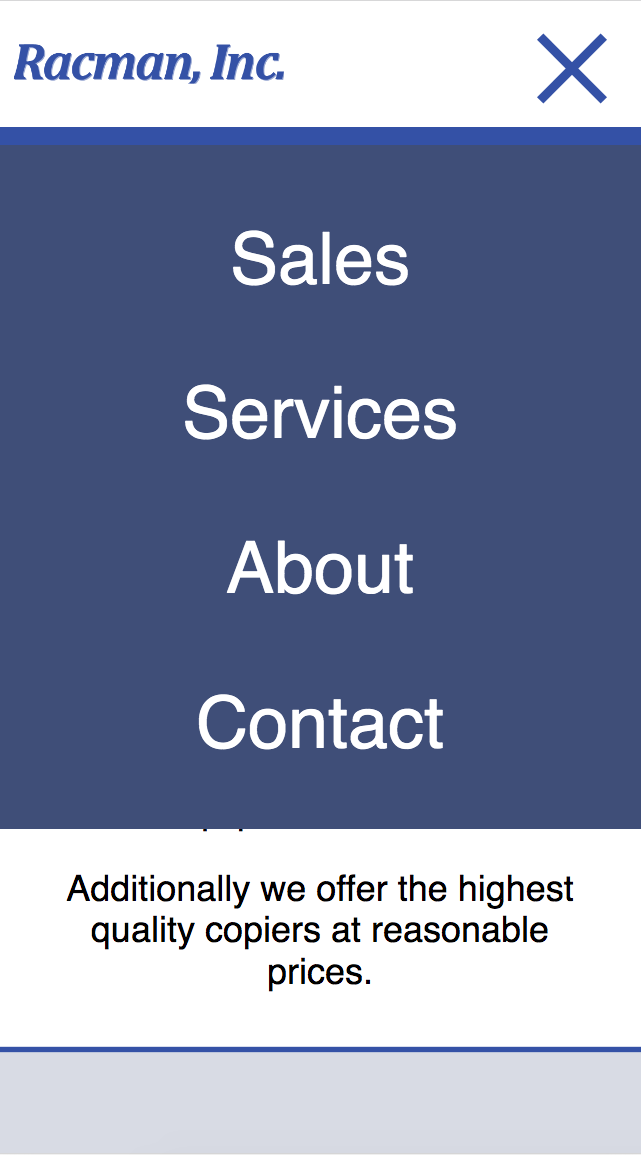 Racman, Inc.
Sales
Services
About
Contact
Additionally we offer the highest
quality copiers at reasonable
prices.